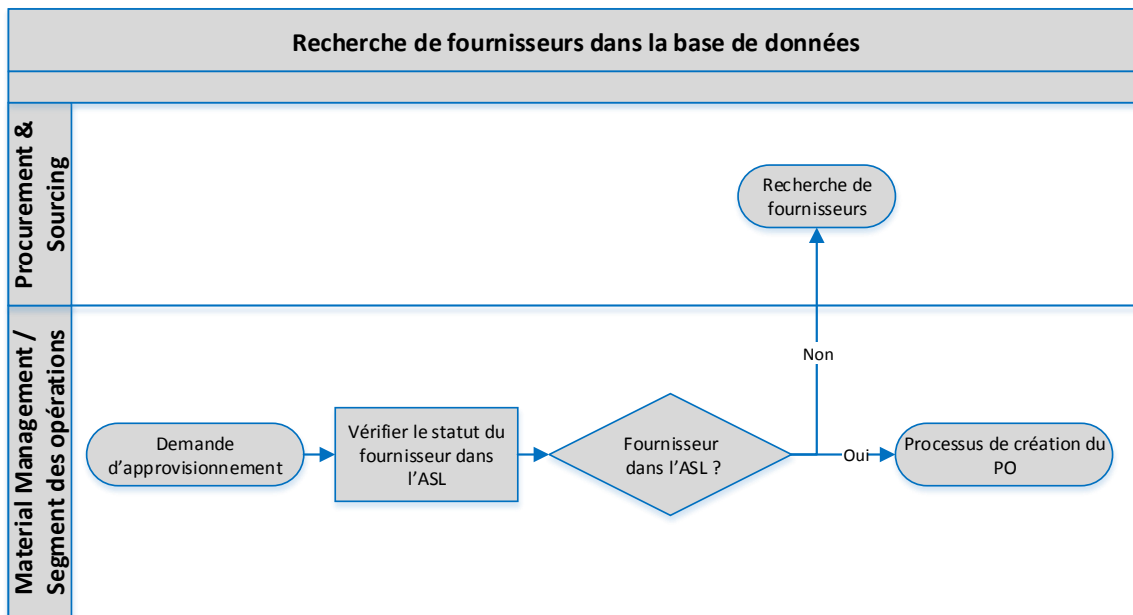 Recherche de fournisseurs dans la base de données
Procurement &
Sourcing
Recherche de
fournisseurs
Material Management /
Segment des opérations
Non
Demande
d’approvisionnement
Vérifier le statut du
fournisseur dans
l’ASL
Fournisseur
dans l’ASL ?
Oui
Processus de création du
PO